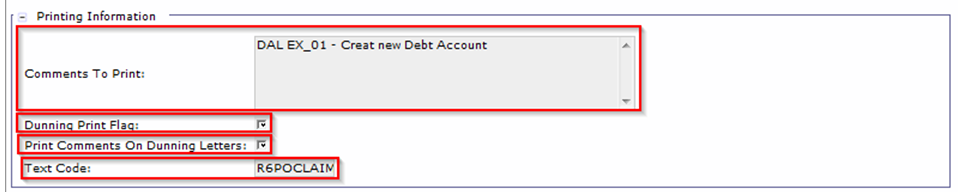 Printing Information
DAL EX_01 - Creat new Debt Account
Comments To Print:
Dunning Print Flag:
Print Comments On Dunning Letters:
Text Code: R6POCLAIM